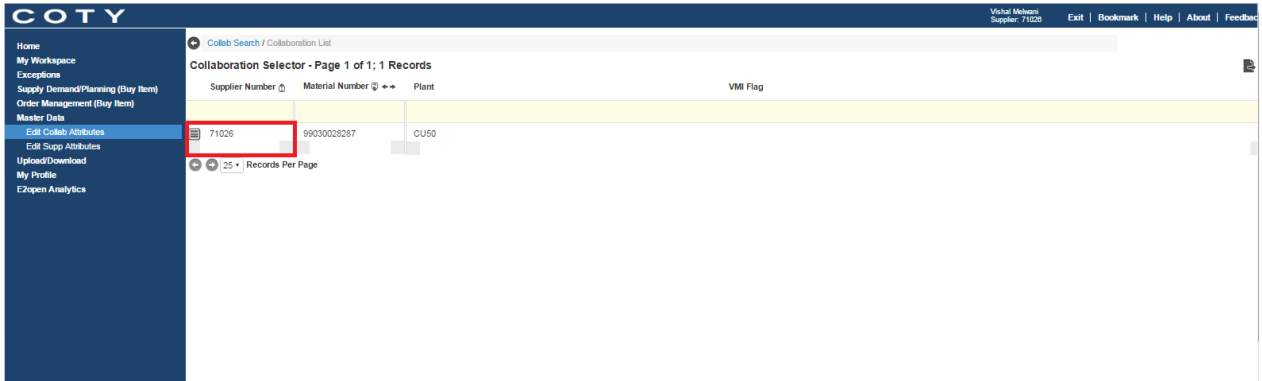 COTY
Vishal Melwani
Supplier: 71026
Exit | Bookmark | Help | About | Feedbac
Home
My Workspace
Exceptions
Supply Demand/Planning (Buy Item)
Order Management (Buy Item)
Master Data
Edit Collab Attributes
Edit Supp Attributes
Upload/Download
My Profile
E2open Analytics
Collab Search / Collaboration List
Collaboration Selector - Page 1 of 1; 1 Records
Supplier Number Material Number Plant VMI Flag
71026 99030028287 CU50
25 Records Per Page